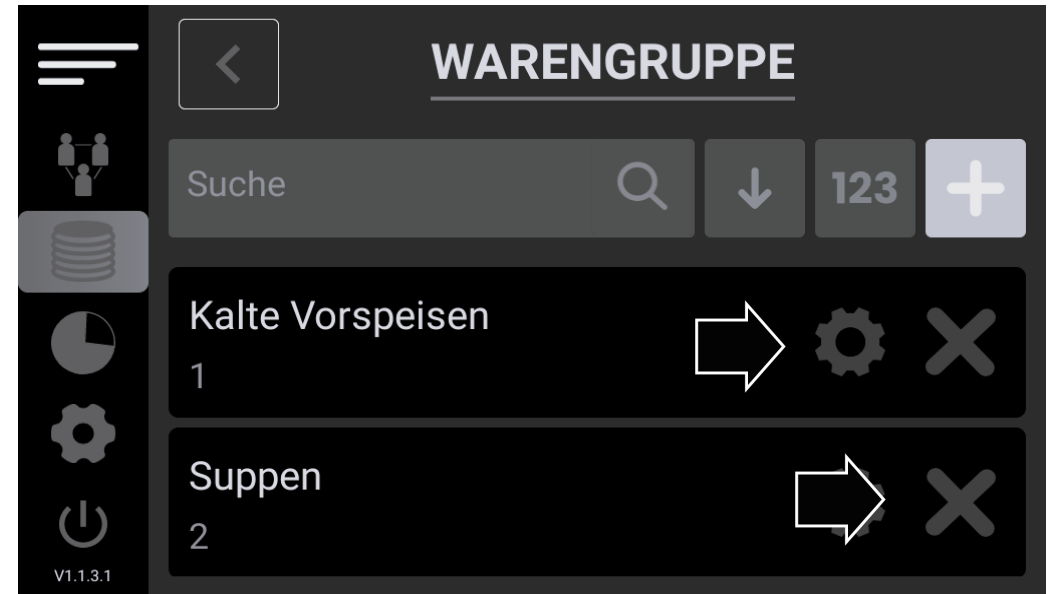 WARENGRUPPE
Suche
123
Kalte Vorspeisen
1
Suppen
2
V1.1.3.1